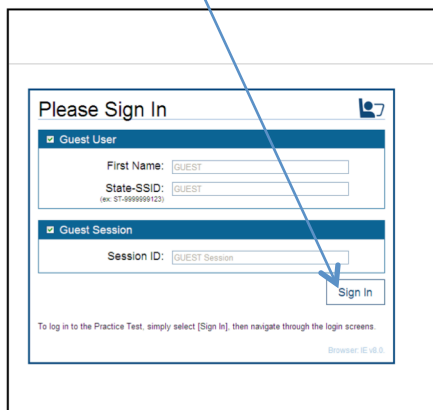 Please Sign In
Guest User
First Name: GUEST
State-SSID: GUEST
(ex: ST-9999999123)
Guest Session
Session ID: GUEST Session
Sign In
To log in to the Practice Test, simply select [Sign In], then navigate through the login screens.
Browser: IE v8.0